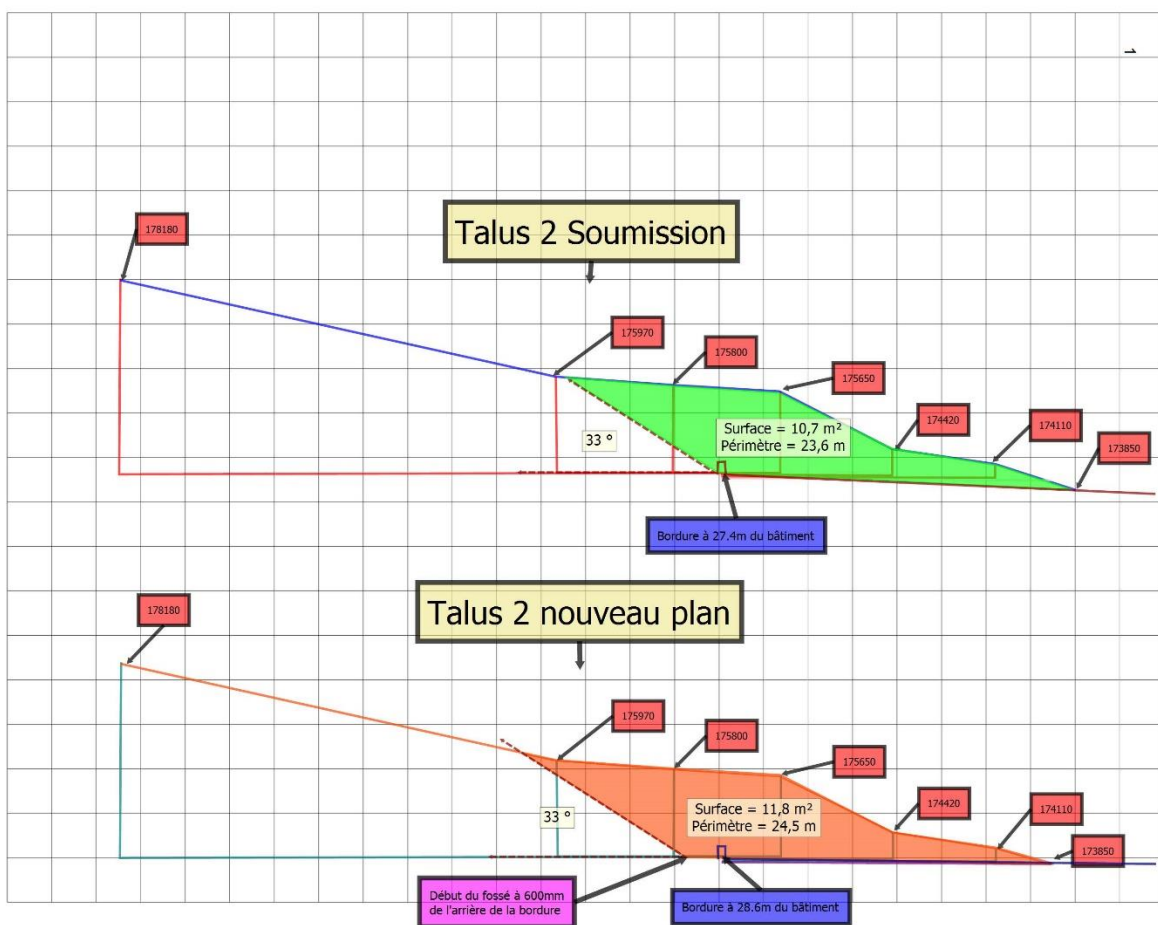 1
Talus 2 Soumission
178180
175970
175800
175650
174420
174110
173850
Surface = 10,7 m²
Périmètre = 23,6 m
33 °
Bordure à 27.4m du bâtiment
Talus 2 nouveau plan
178180
175970
175800
175650
174420
174110
173850
Surface = 11,8 m²
Périmètre = 24,5 m
33 °
Début du fossé à 600mm
de l'arrière de la bordure
Bordure à 28.6m du bâtiment